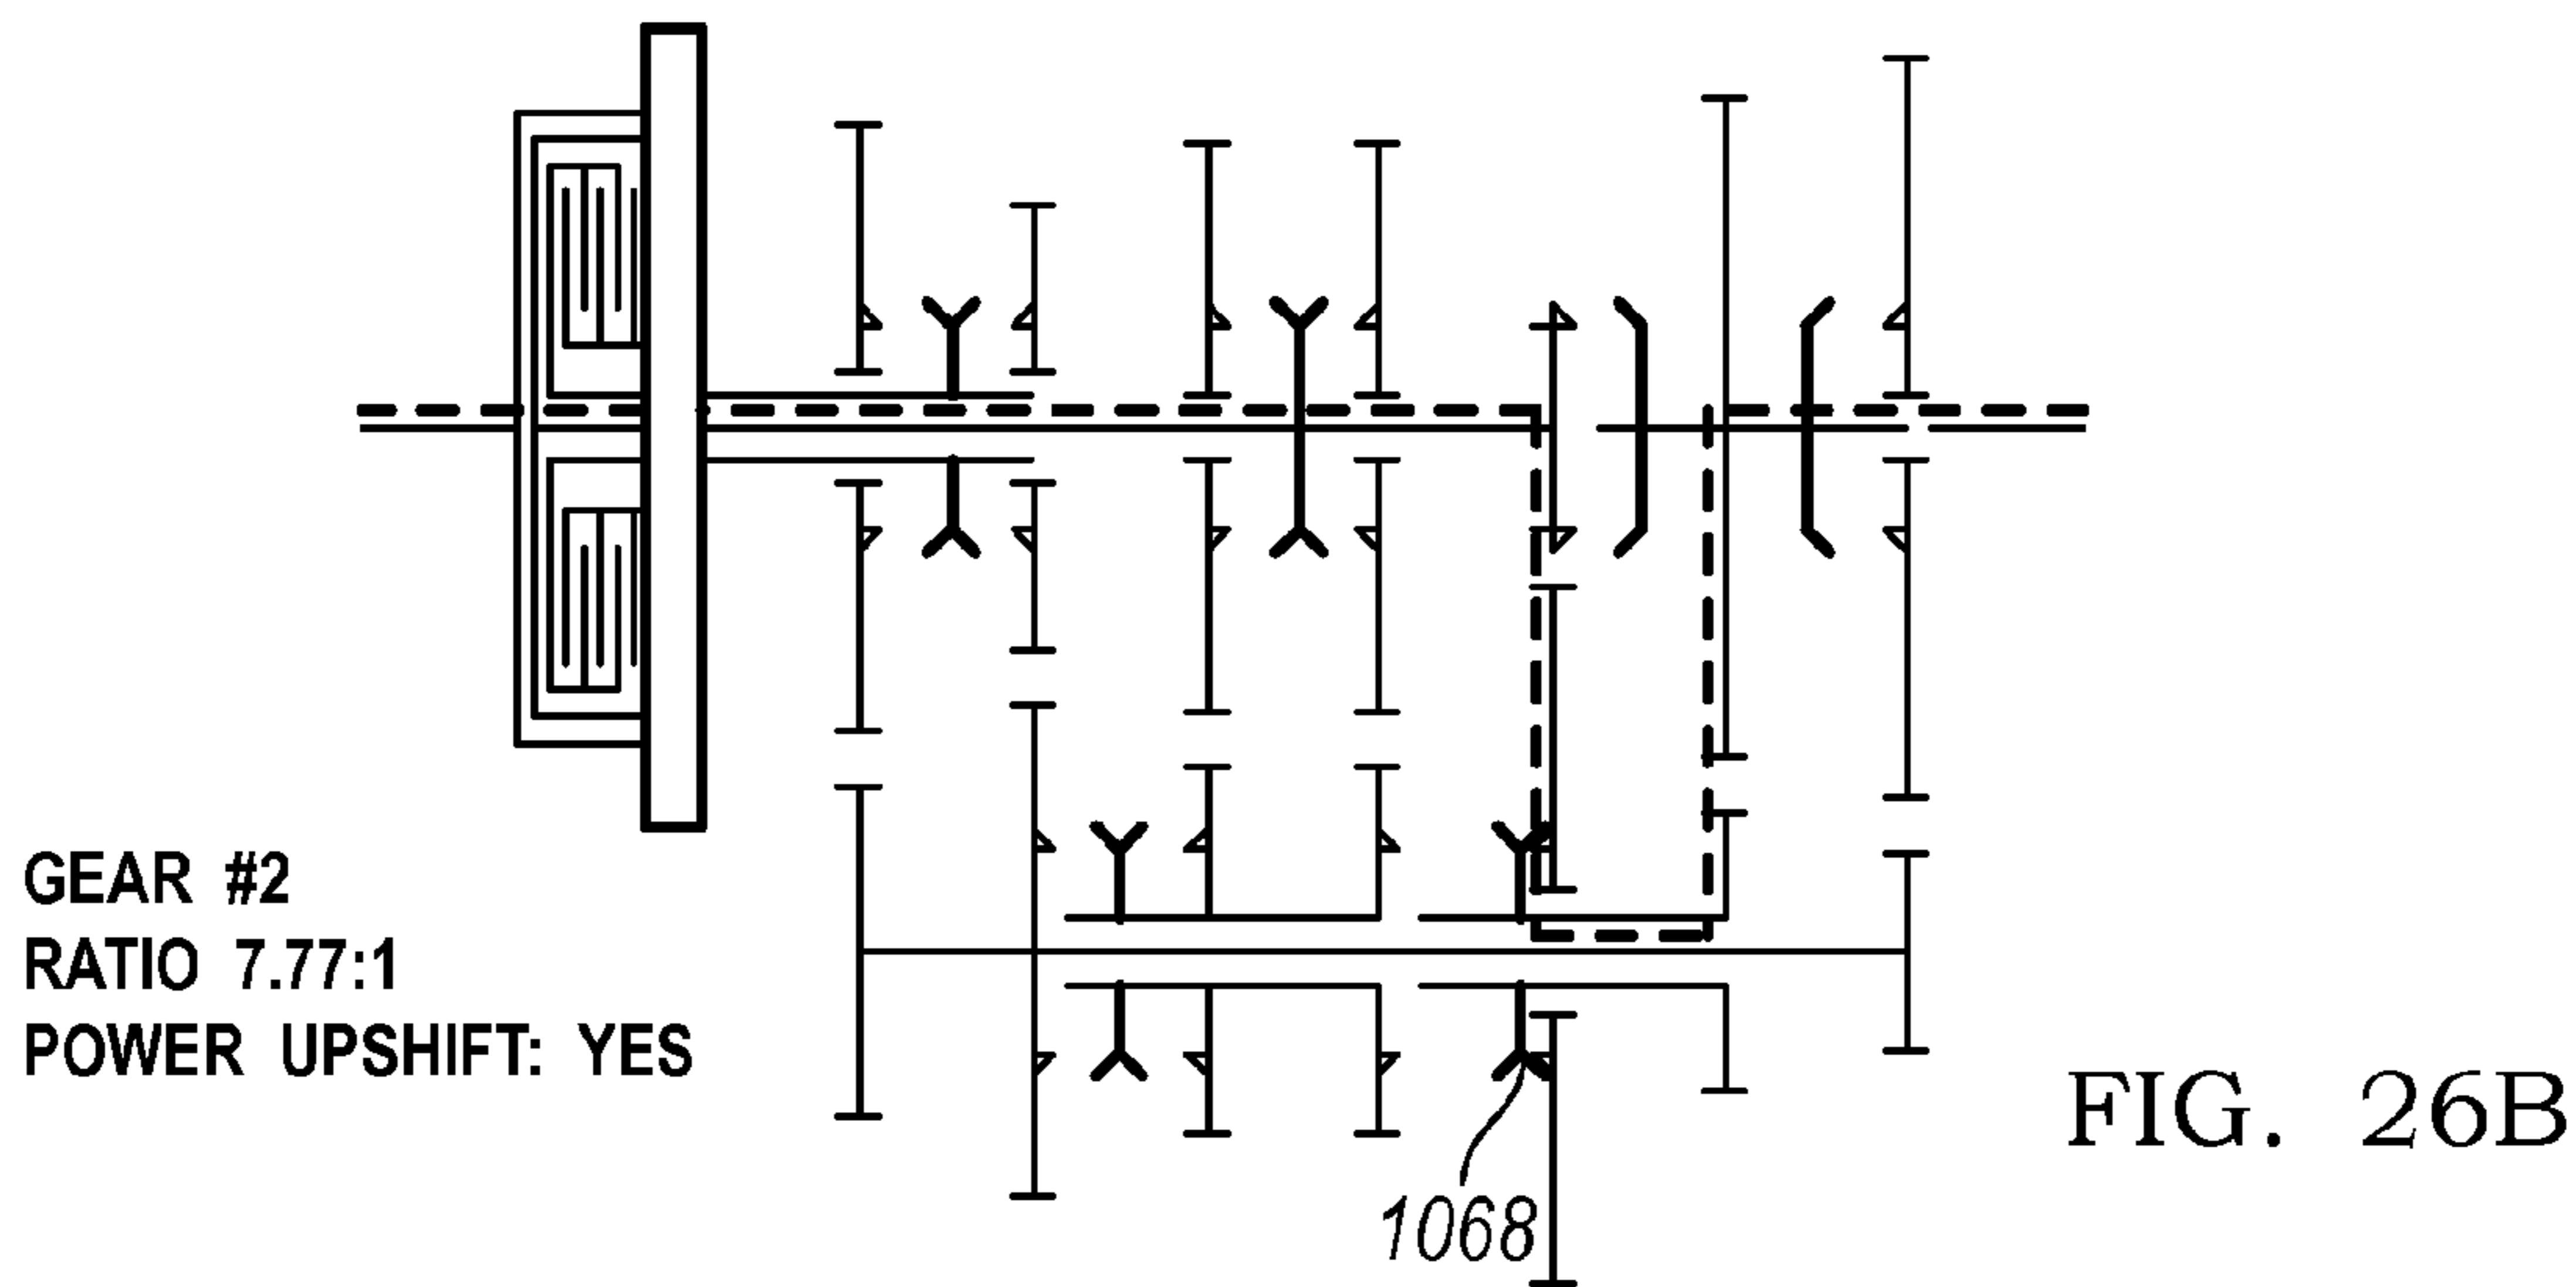 GEAR #2
RATIO 7.77:1
POWER UPSHIFT: YES
1068
FIG. 26B